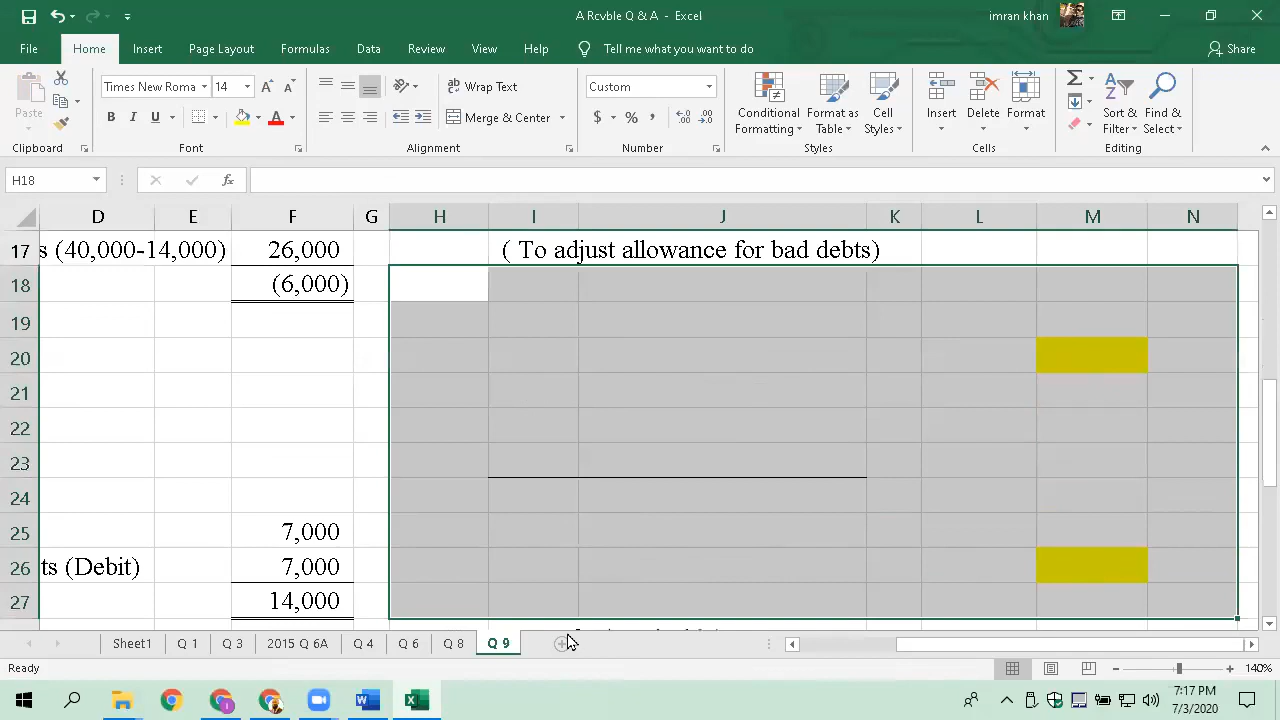 A Rcvble Q & A - Excel
imran khan
File Home Insert Page Layout Formulas Data Review View Help Tell me what you want to do Share
Paste
Times New Roma 14
B I U A
Wrap Text
Merge & Center
Custom
$ % ,
Conditional Formatting
Format as Table
Cell Styles
Insert Delete Format
Sort & Filter
Find & Select
Clipboard Font Alignment Number Styles Cells Editing
H18 fx
D E F G H I J K L M N
17 s (40,000-14,000) 26,000 ( To adjust allowance for bad debts)
18 (6,000)
19
20
21
22
23
24
25 7,000
26 ts (Debit) 7,000
27 14,000
Sheet1 Q 1 Q 3 2015 Q 6A Q 4 Q 6 Q 8 Q 9
Ready 140%
7:17 PM
7/3/2020